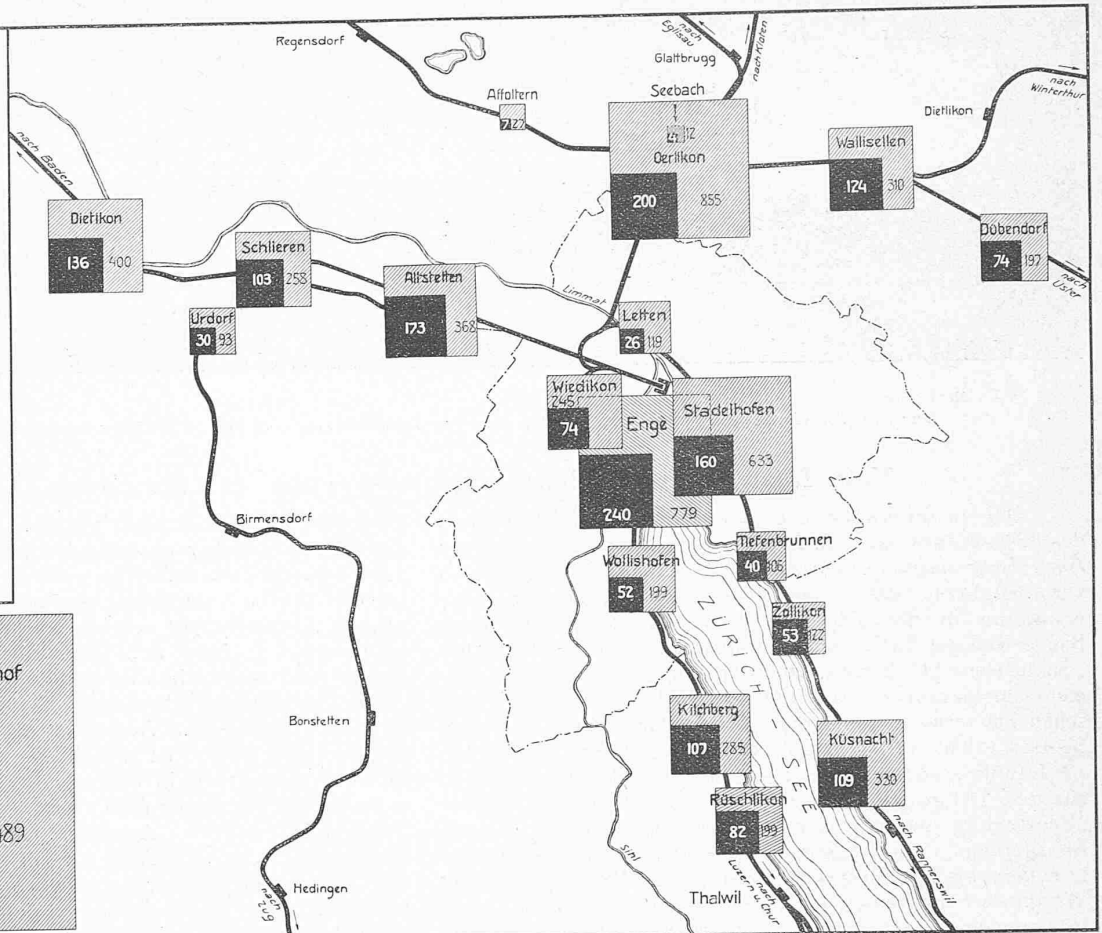 Regensdorf
nach Eglisau
nach Kloten
Glattbrugg
Seebach
12
Affoltern
7 22
nach Winterthur
Dietlikon
Oerlikon
200 855
Wallisellen
124 310
nach Baden
Dietikon
136 400
Schlieren
103 258
Altstetten
173 368
Dübendorf
74 197
nach Uster
Limmat
Urdorf
30 93
Letten
26 119
Wiedikon
245
74
Enge
240 779
Stadelhofen
160 633
Birmensdorf
Tiefenbrunnen
40 106
Wollishofen
52 199
Zollikon
53 122
ZÜRICH - SEE
Kilchberg
107 285
Küsnacht
109 330
Bonstetten
Rüschlikon
82 199
nach Rapperswil
Sihl
nach Luzern u. Chur
Thalwil
Hedingen
nach Zug
hof
489